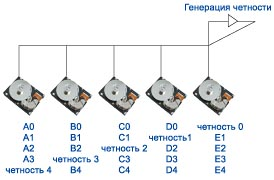 Генерация четности
A0 B0 C0 D0 четность 0
A1 B1 C1 четность1 E1
A2 B2 четность 2 D2 E2
A3 четность 3 C3 D3 E3
четность 4 B4 C4 D4 E4